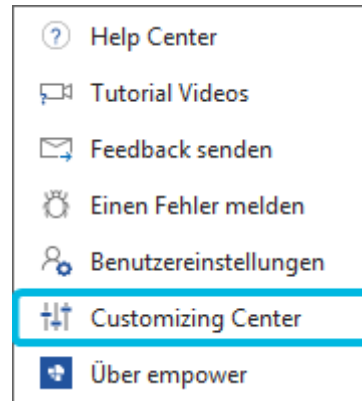 Help Center
Tutorial Videos
Feedback senden
Einen Fehler melden
Benutzereinstellungen
Customizing Center
Über empower